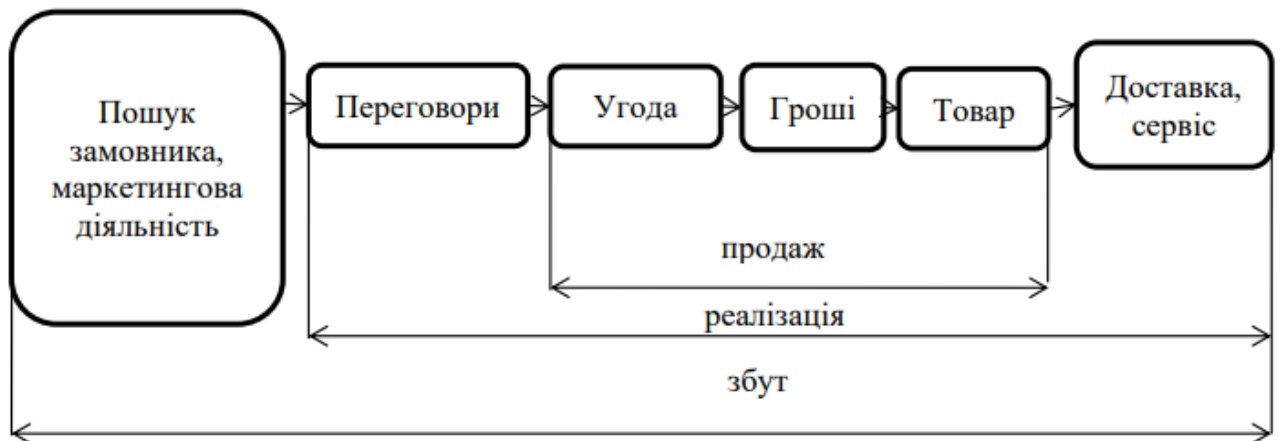 Пошук
замовника,
маркетингова
діяльність
Переговори
Угода
Гроші
Товар
Доставка,
сервіс
продаж
реалізація
збут